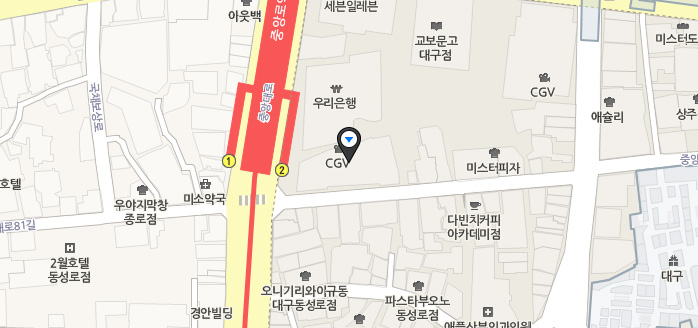 아웃백
세븐일레븐
중앙로역
교보문고
대구점
미스터도
우리은행
CGV
애슐리
상주
국채보상로
중앙대로
1
2
CGV
미스터피자
중앙
호텔
미소약국
우야지막창
종로점
다빈치커피
아카데미점
로81길
2월호텔
동성로점
대구
오니기리와이규동
대구동성로점
파스타부오노
동성로점
경안빌딩